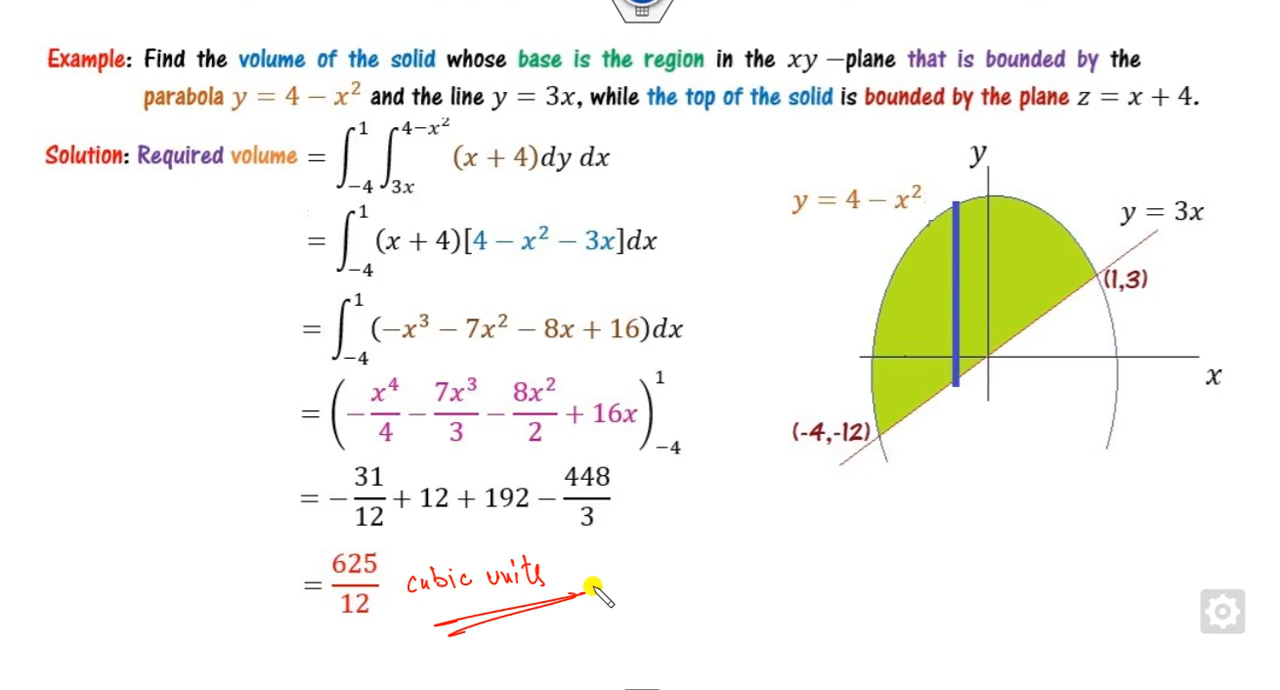 Example: Find the volume of the solid whose base is the region in the xy −plane that is bounded by the
parabola y = 4 − x² and the line y = 3x, while the top of the solid is bounded by the plane z = x + 4.
Solution: Required volume = ∫_{−4}^{1} ∫_{3x}^{4−x²} (x + 4)dy dx
= ∫_{−4}^{1} (x + 4)[4 − x² − 3x]dx
= ∫_{−4}^{1} (−x³ − 7x² − 8x + 16)dx
= (−x⁴/4 − 7x³/3 − 8x²/2 + 16x)_{−4}^{1}
= −31/12 + 12 + 192 − 448/3
= 625/12 cubic units
y
y = 4 − x²
y = 3x
(1,3)
x
(-4,-12)